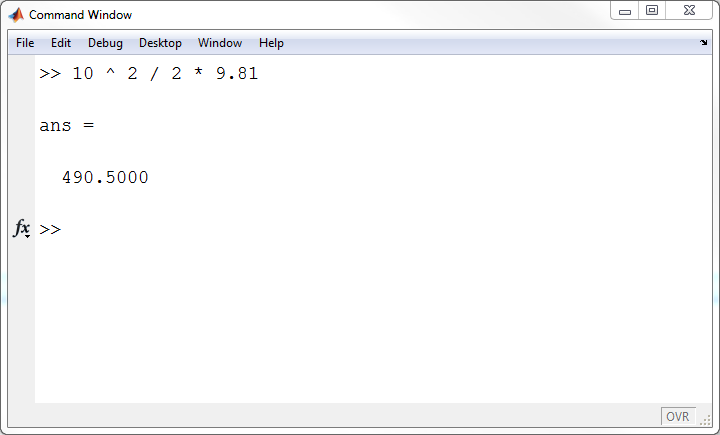 Command Window
File Edit Debug Desktop Window Help
>> 10 ^ 2 / 2 * 9.81
ans =
490.5000
fx >>
OVR